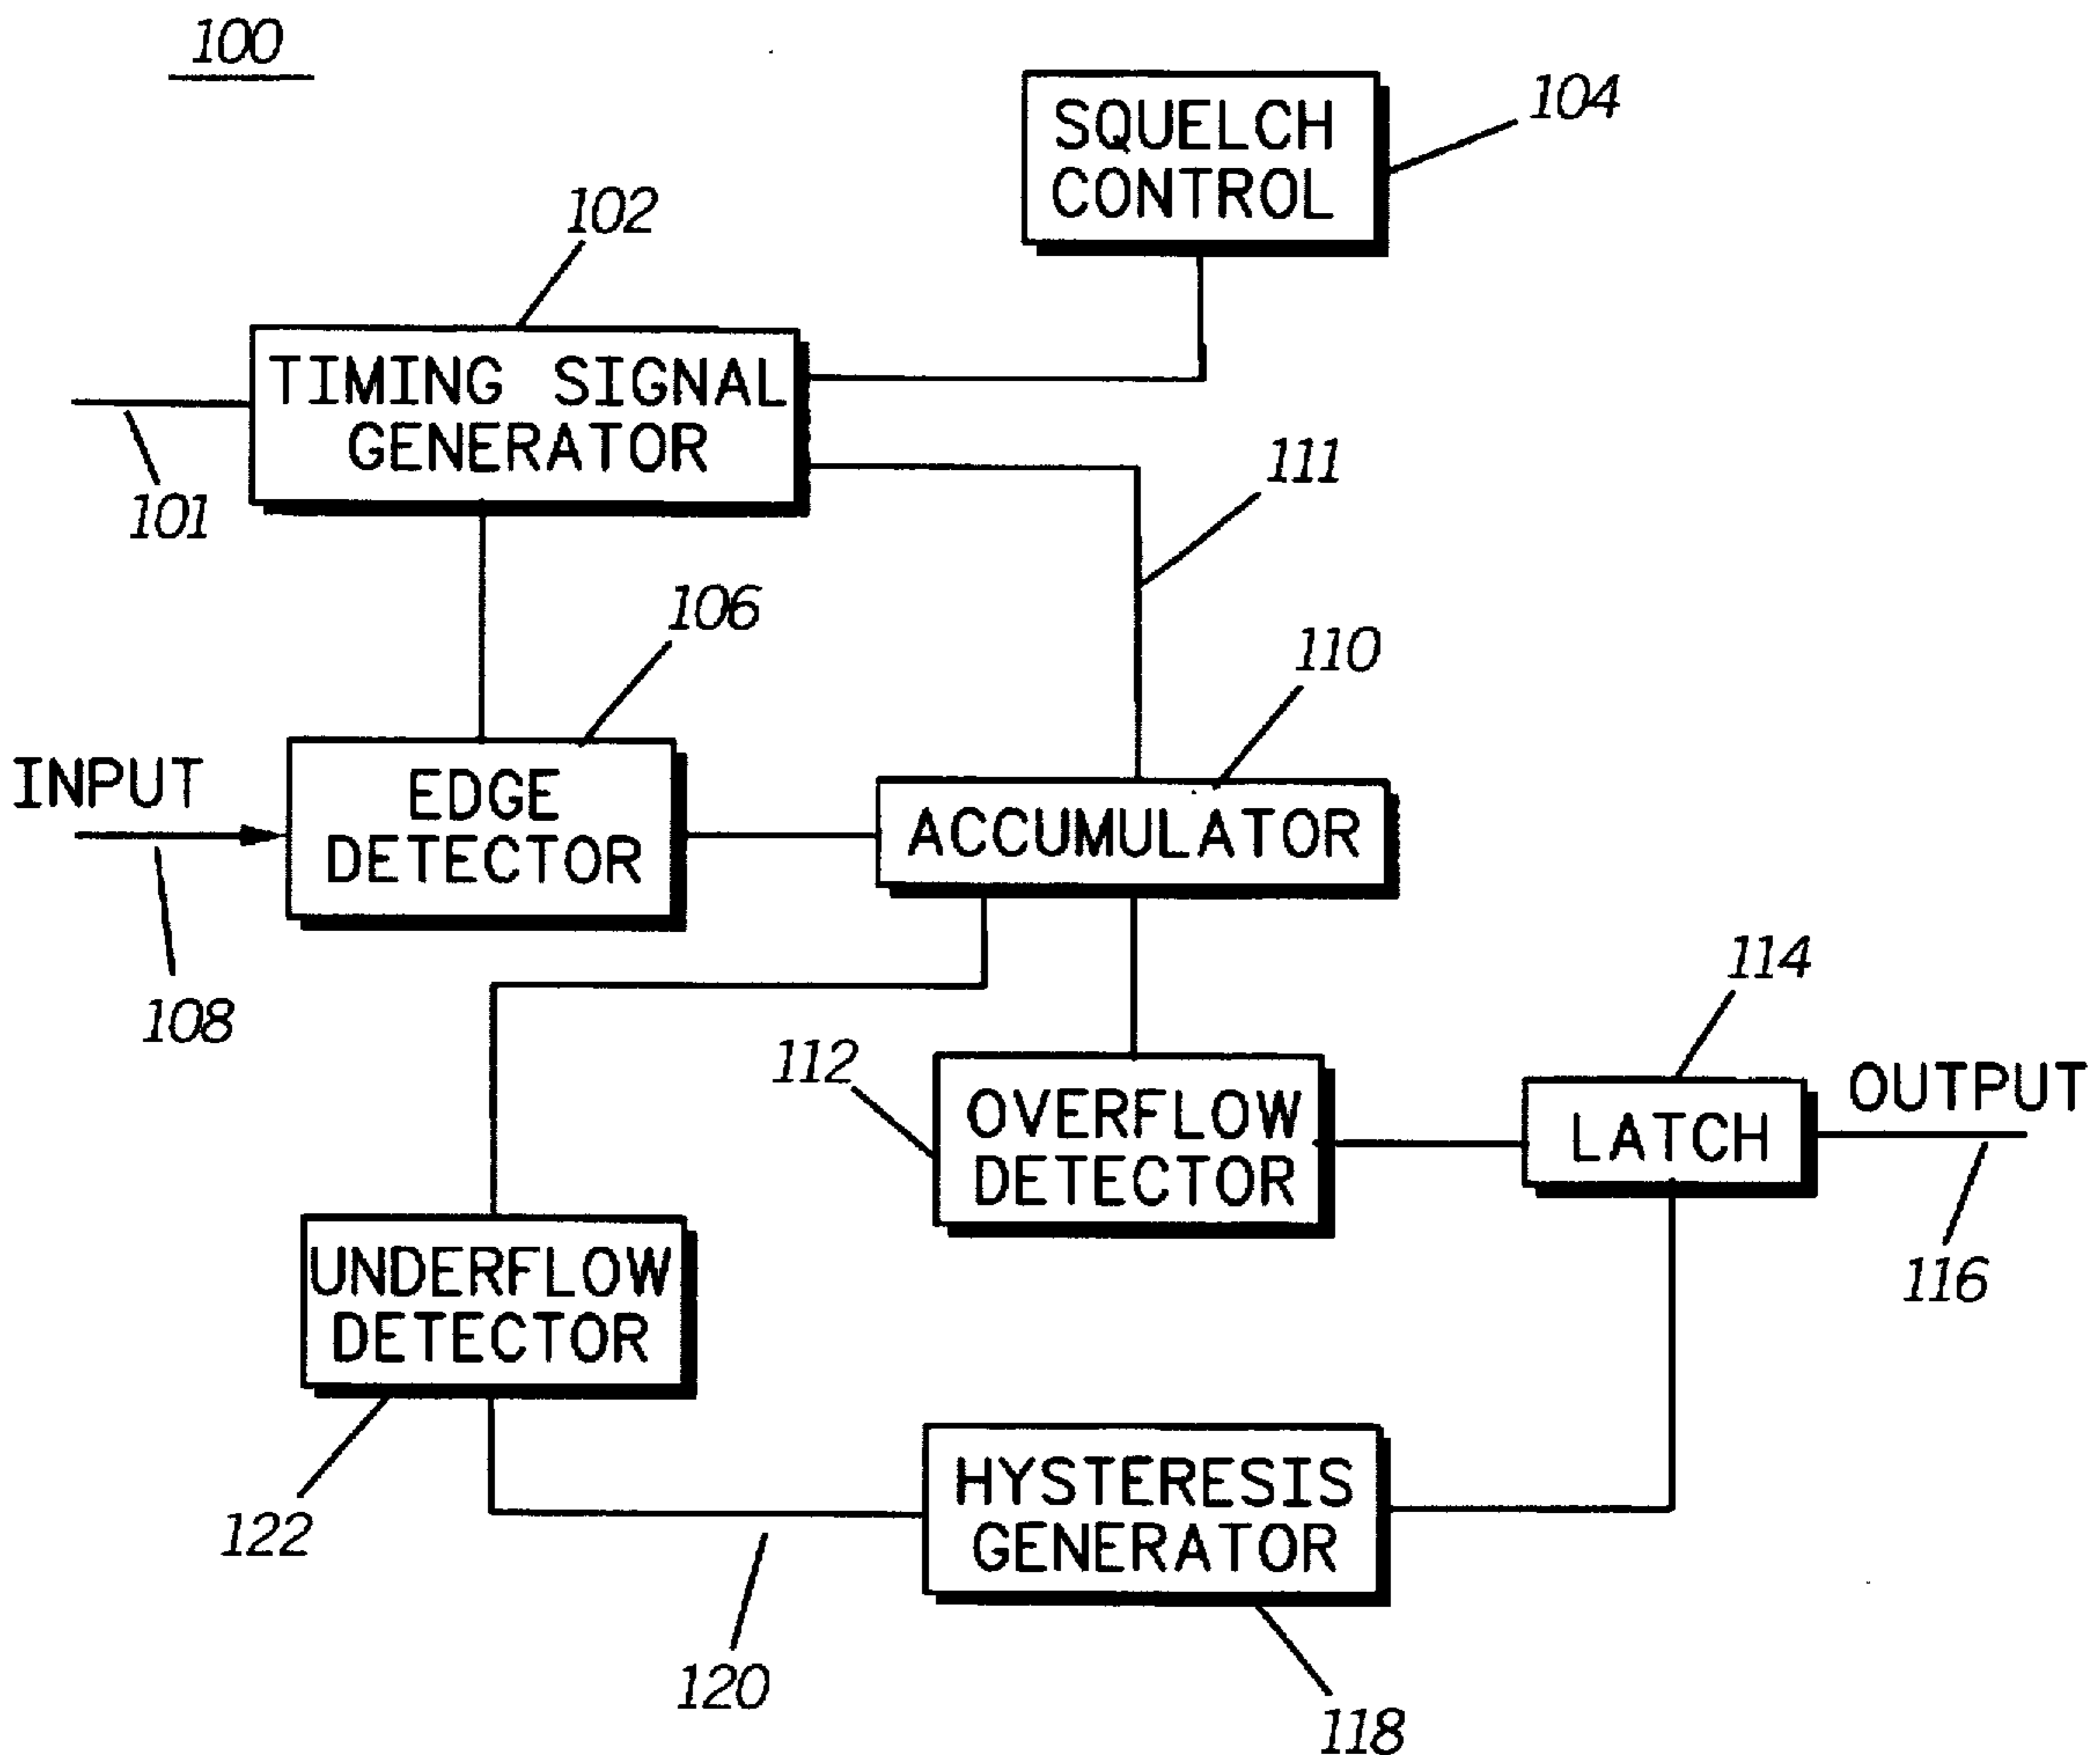 100
SQUELCH
CONTROL
104
102
TIMING SIGNAL
GENERATOR
101
111
106
110
INPUT
EDGE
DETECTOR
ACCUMULATOR
108
114
112
OVERFLOW
DETECTOR
LATCH
OUTPUT
116
UNDERFLOW
DETECTOR
122
HYSTERESIS
GENERATOR
120
118